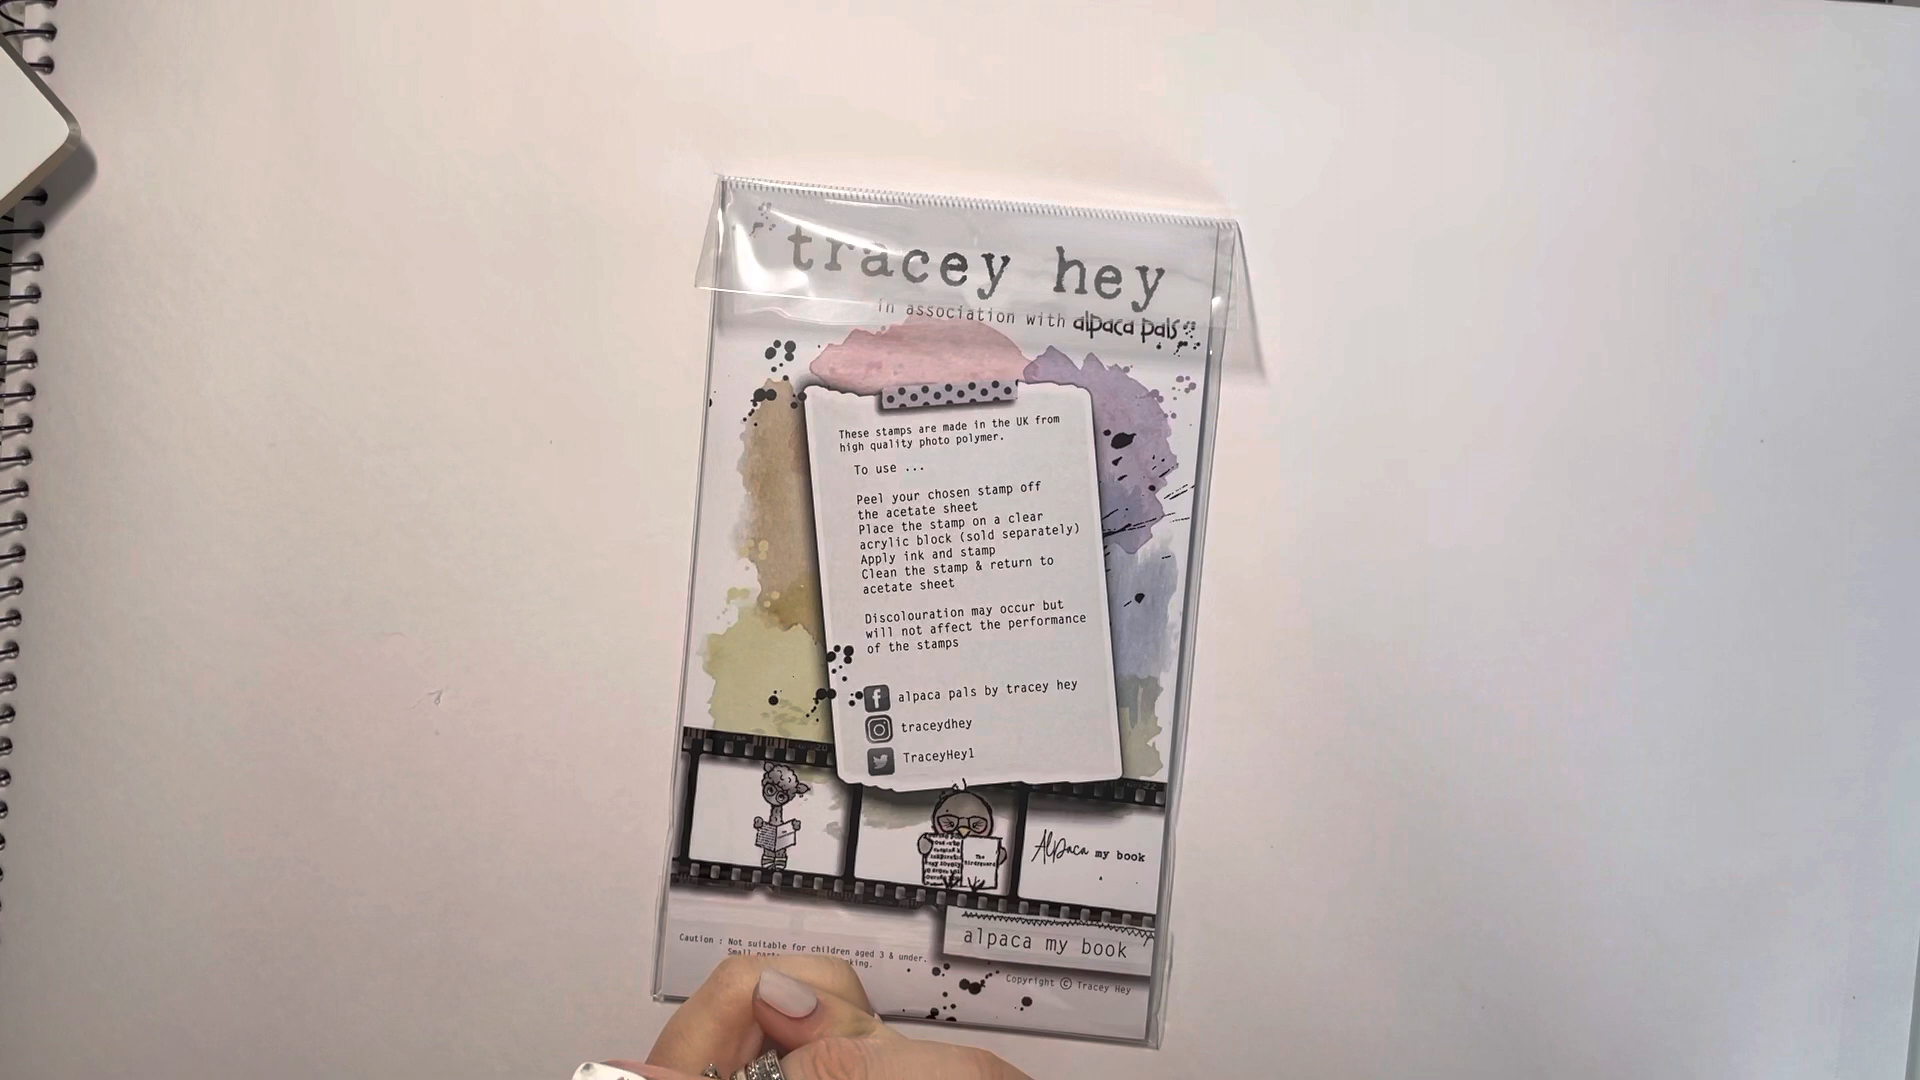 tracey hey
in association with alpaca pals
These stamps are made in the UK from
high quality photo polymer.
To use ...
Peel your chosen stamp off
the acetate sheet
Place the stamp on a clear
acrylic block (sold separately)
Apply ink and stamp
Clean the stamp & return to
acetate sheet
Discolouration may occur but
will not affect the performance
of the stamps
alpaca pals by tracey hey
traceydhey
TraceyHey1
The
Alpaca my book
alpaca my book
Caution : Not suitable for children aged 3 & under.
Small
Copyright © Tracey Hey